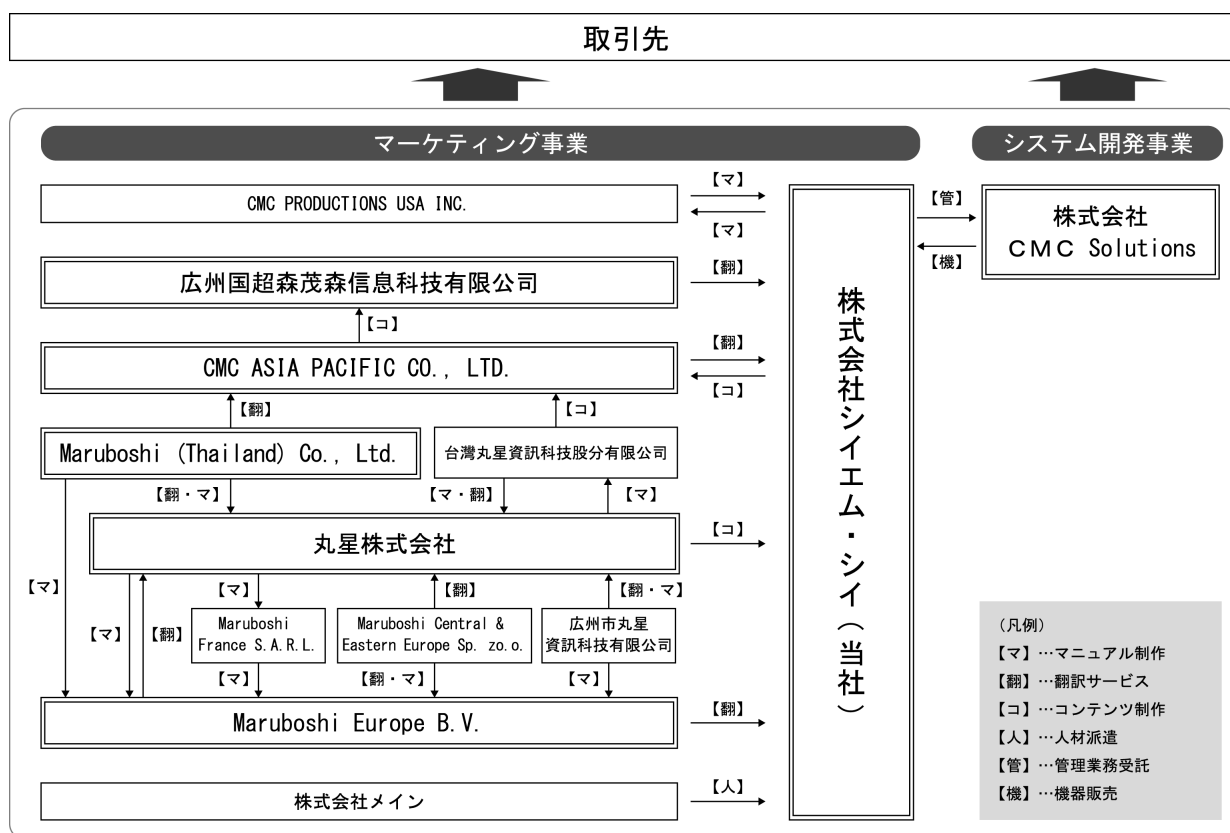 取引先
マーケティング事業
システム開発事業
CMC PRODUCTIONS USA INC.
【マ】
【マ】
広州国超森茂森信息科技有限公司
【翻】
【コ】
CMC ASIA PACIFIC CO., LTD.
【翻】
【コ】
【翻】
【コ】
Maruboshi (Thailand) Co., Ltd.
台灣丸星資訊科技股分有限公司
【翻・マ】
【マ・翻】
【マ】
丸星株式会社
【コ】
【マ】
【マ】
【翻】
【マ】
【翻】
【翻・マ】
Maruboshi
France S.A.R.L.
Maruboshi Central &
Eastern Europe Sp. zo.o.
広州市丸星
資訊科技有限公司
【マ】
【翻・マ】
【マ】
Maruboshi Europe B.V.
【翻】
株式会社メイン
【人】
株式会社シイエム・シイ(当社)
【管】
【機】
株式会社
CMC Solutions
(凡例)
【マ】…マニュアル制作
【翻】…翻訳サービス
【コ】…コンテンツ制作
【人】…人材派遣
【管】…管理業務受託
【機】…機器販売